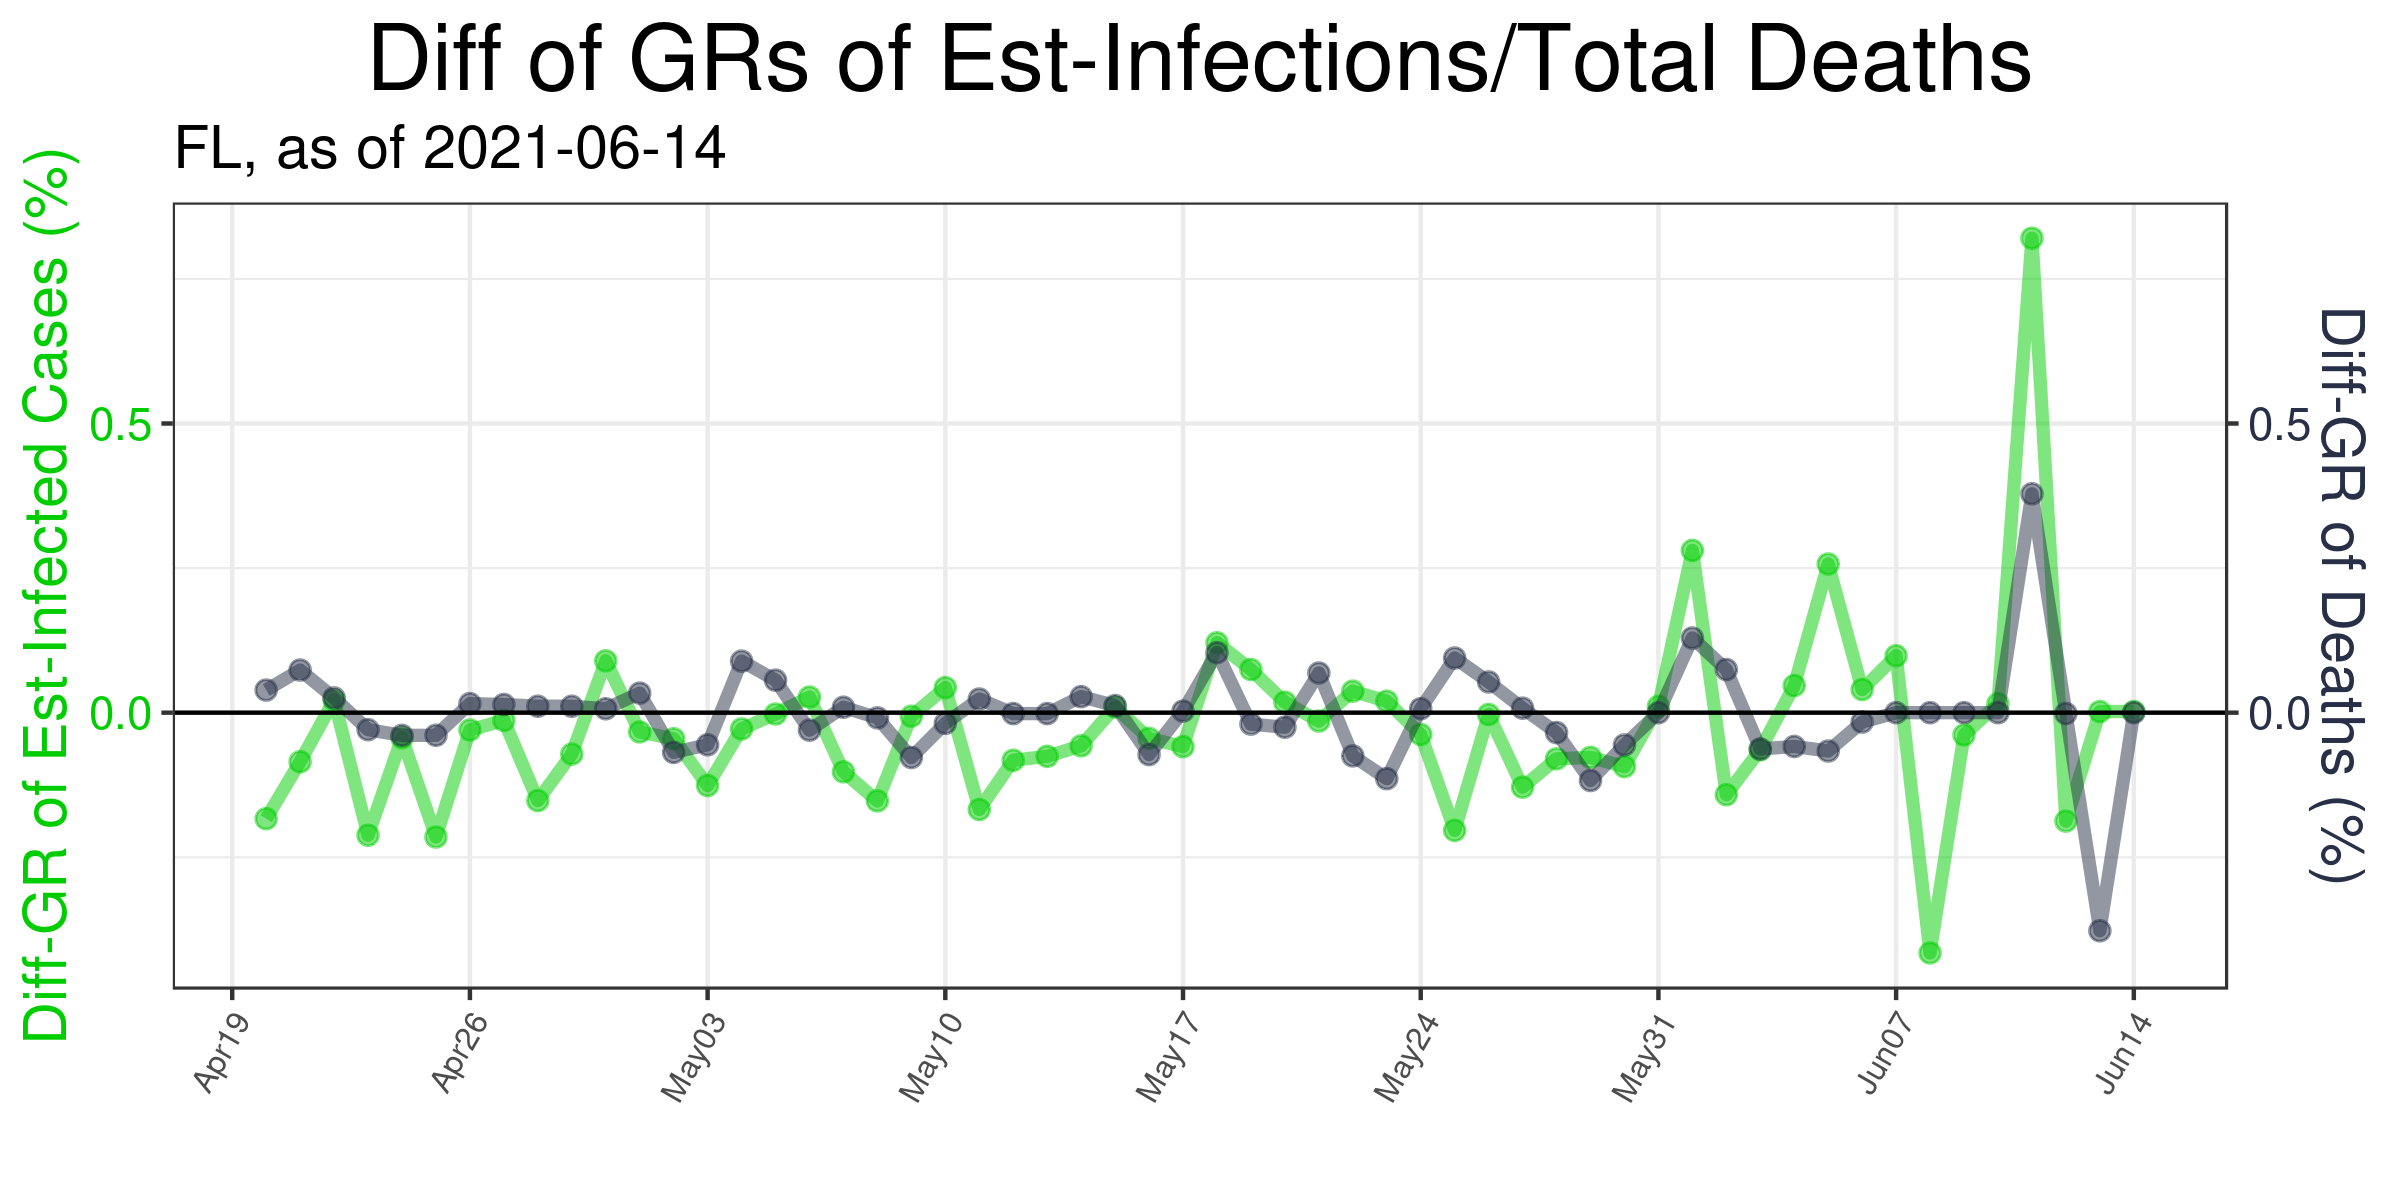 Diff of GRs of Est-Infections/Total Deaths
FL, as of 2021-06-14
Diff-GR of Est-Infected Cases (%)
0.5
0.0
0.5
0.0
Diff-GR of Deaths (%)
Apr19
Apr26
May03
May10
May17
May24
May31
Jun07
Jun14